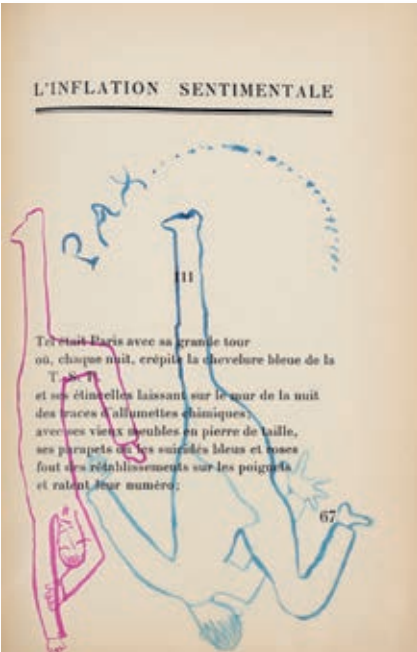 L'INFLATION SENTIMENTALE
PAX
III
Tel était Paris avec sa grande tour
où, chaque nuit, crépite la chevelure bleue de la
T. S. F.
et ses étincelles laissant sur le mur de la nuit
des traces d'allumettes chimiques;
avec ses vieux meubles en pierre de taille,
ses parapets où les suicidés bleus et roses
font des rétablissements sur les poignets
et ratent leur numéro;
67